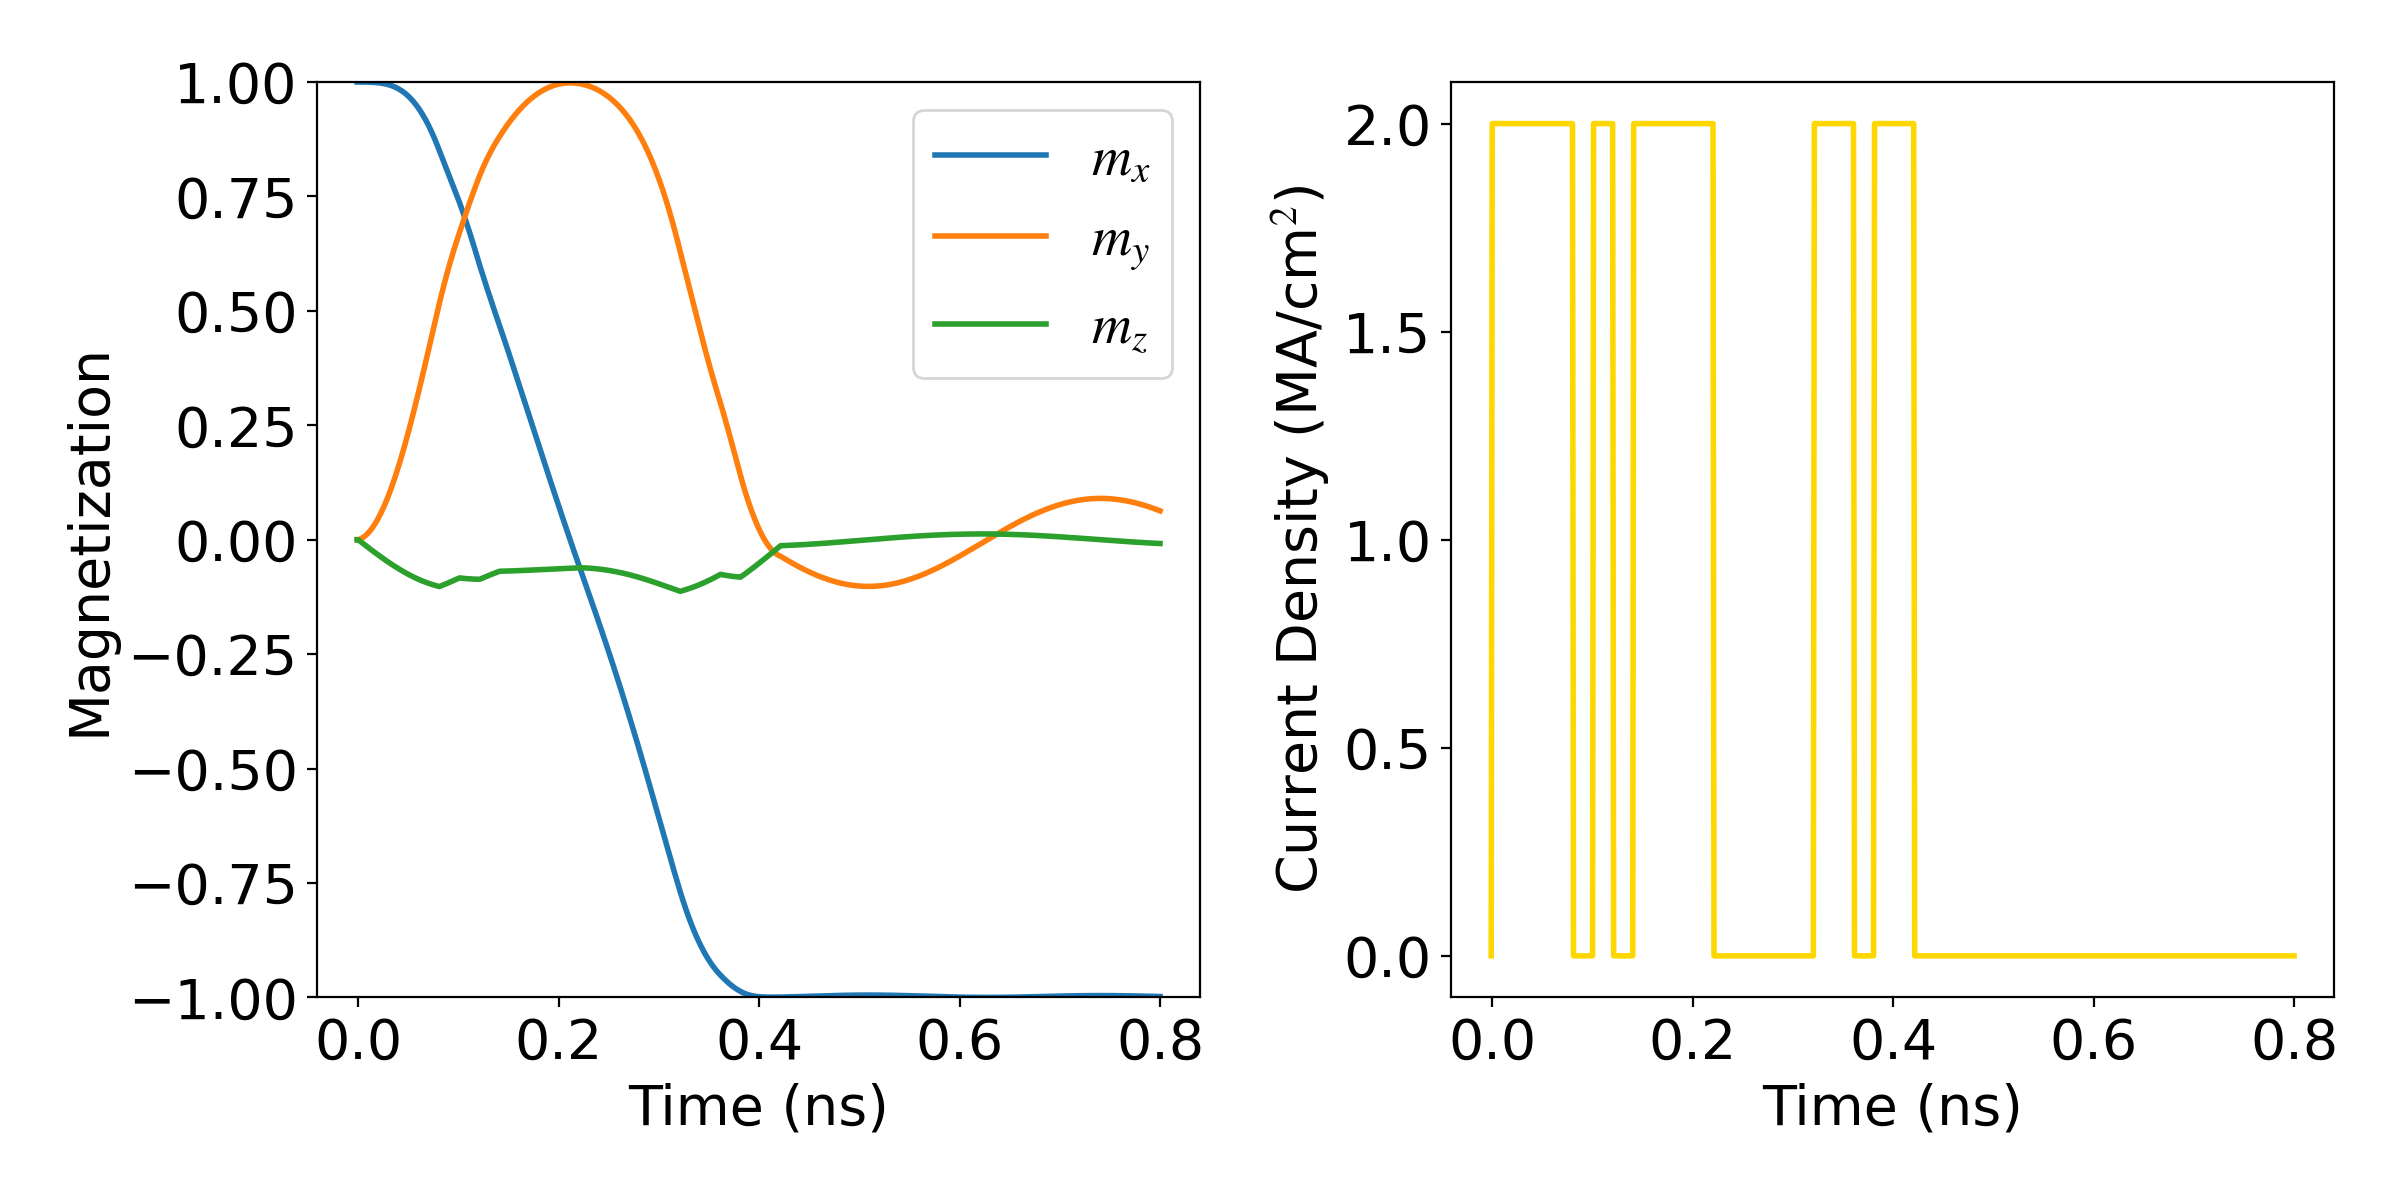 Magnetization
1.00
0.75
0.50
0.25
0.00
−0.25
−0.50
−0.75
−1.00
0.0 0.2 0.4 0.6 0.8
Time (ns)
m_x
m_y
m_z
Current Density (MA/cm²)
2.0
1.5
1.0
0.5
0.0
0.0 0.2 0.4 0.6 0.8
Time (ns)